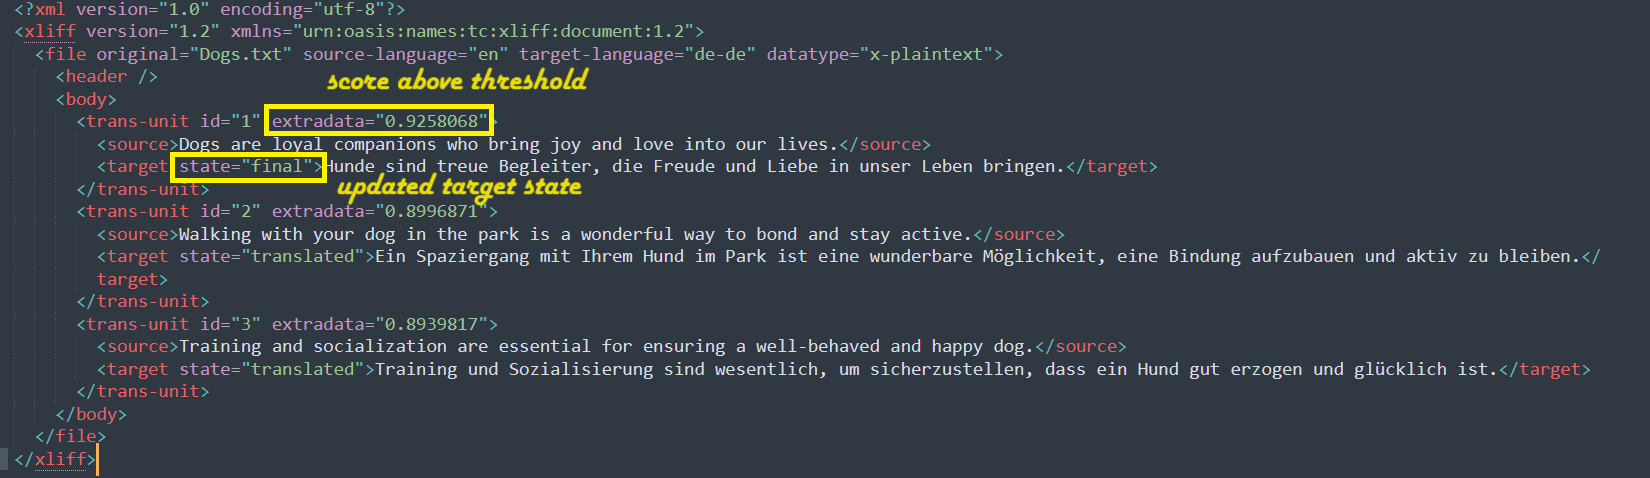 <?xml version="1.0" encoding="utf-8"?>
<xliff version="1.2" xmlns="urn:oasis:names:tc:xliff:document:1.2">
<file original="Dogs.txt" source-language="en" target-language="de-de" datatype="x-plaintext">
<header />
score above threshold
<body>
<trans-unit id="1" extradata="0.9258068">
<source>Dogs are loyal companions who bring joy and love into our lives.</source>
<target state="final">Hunde sind treue Begleiter, die Freude und Liebe in unser Leben bringen.</target>
updated target state
</trans-unit>
<trans-unit id="2" extradata="0.8996871">
<source>Walking with your dog in the park is a wonderful way to bond and stay active.</source>
<target state="translated">Ein Spaziergang mit Ihrem Hund im Park ist eine wunderbare Möglichkeit, eine Bindung aufzubauen und aktiv zu bleiben.</
target>
</trans-unit>
<trans-unit id="3" extradata="0.8939817">
<source>Training and socialization are essential for ensuring a well-behaved and happy dog.</source>
<target state="translated">Training und Sozialisierung sind wesentlich, um sicherzustellen, dass ein Hund gut erzogen und glücklich ist.</target>
</trans-unit>
</body>
</file>
</xliff>